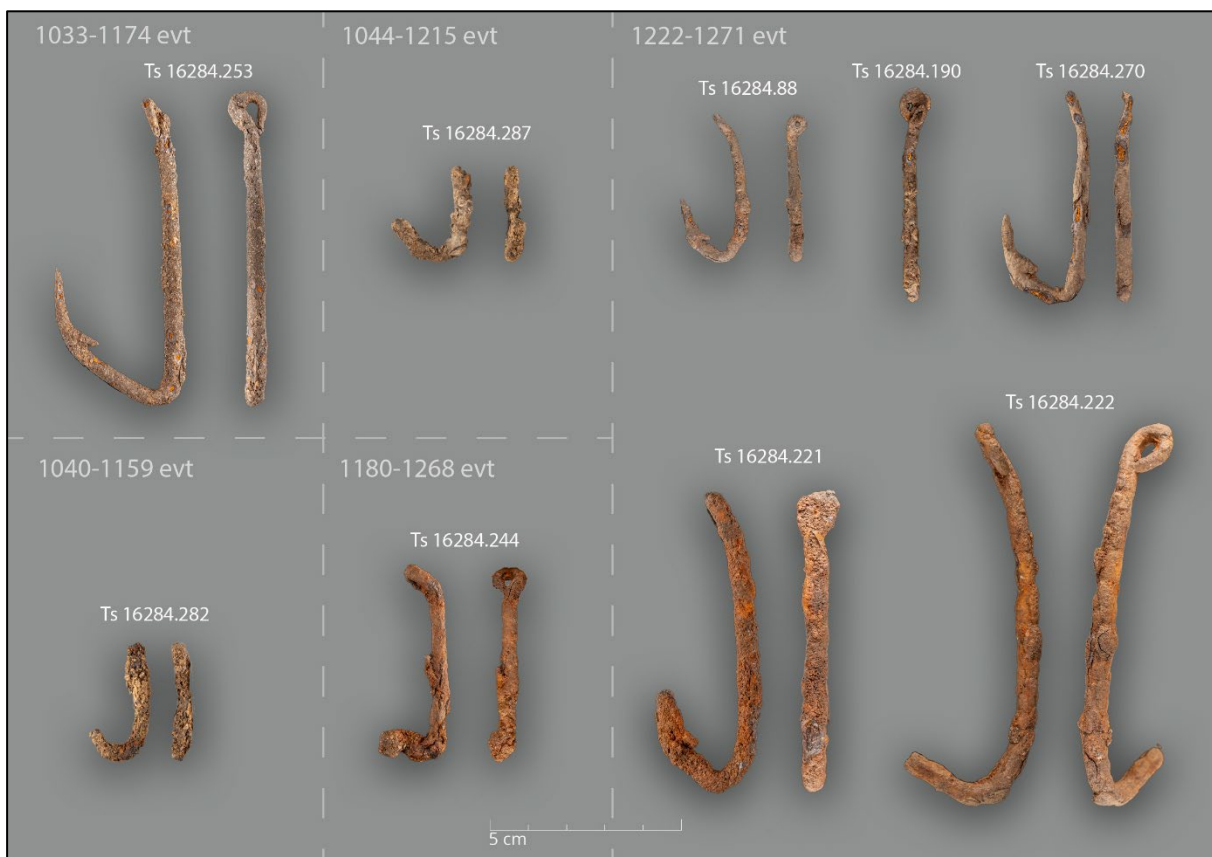 1033-1174 evt
Ts 16284.253
1044-1215 evt
Ts 16284.287
1222-1271 evt
Ts 16284.88
Ts 16284.190
Ts 16284.270
Ts 16284.221
Ts 16284.222
1040-1159 evt
Ts 16284.282
1180-1268 evt
Ts 16284.244
5 cm